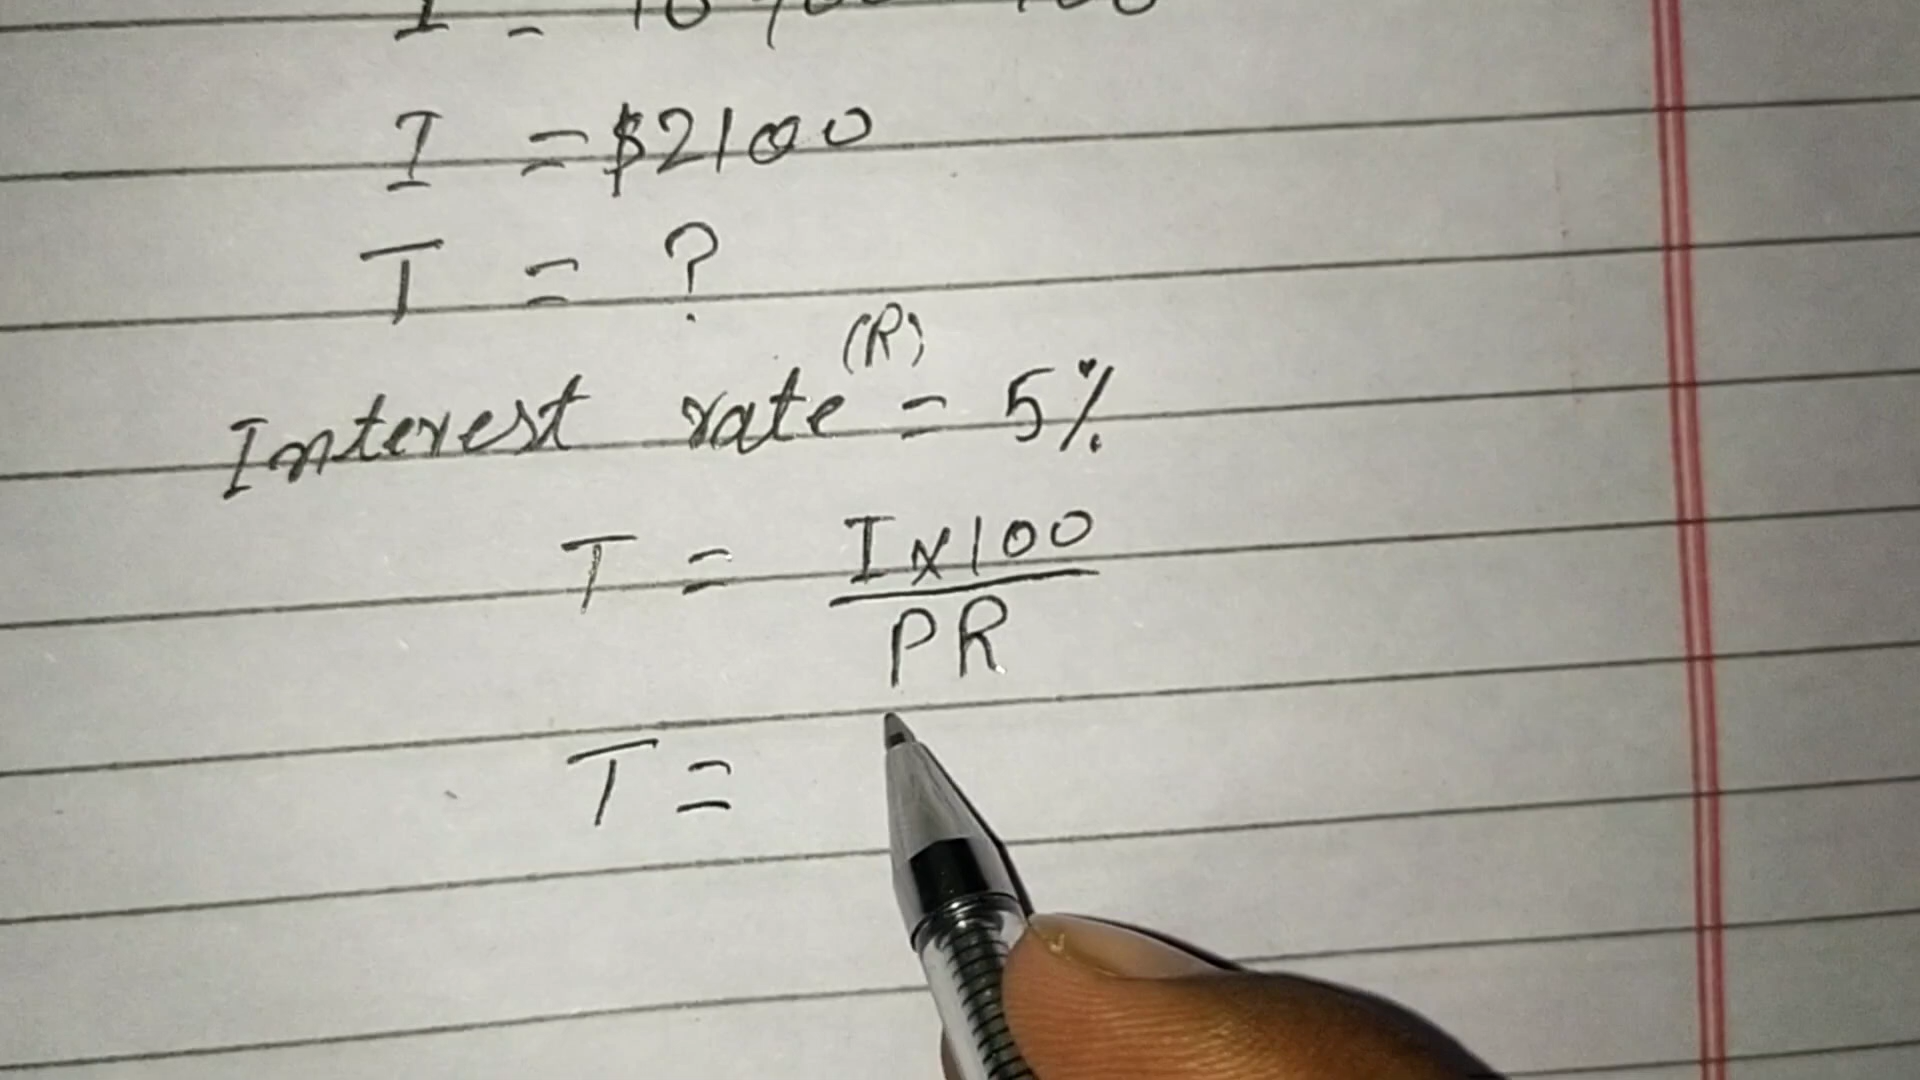 I =
I = $2100
T = ?
(R)
Interest rate = 5%
T = I×100
PR
T =